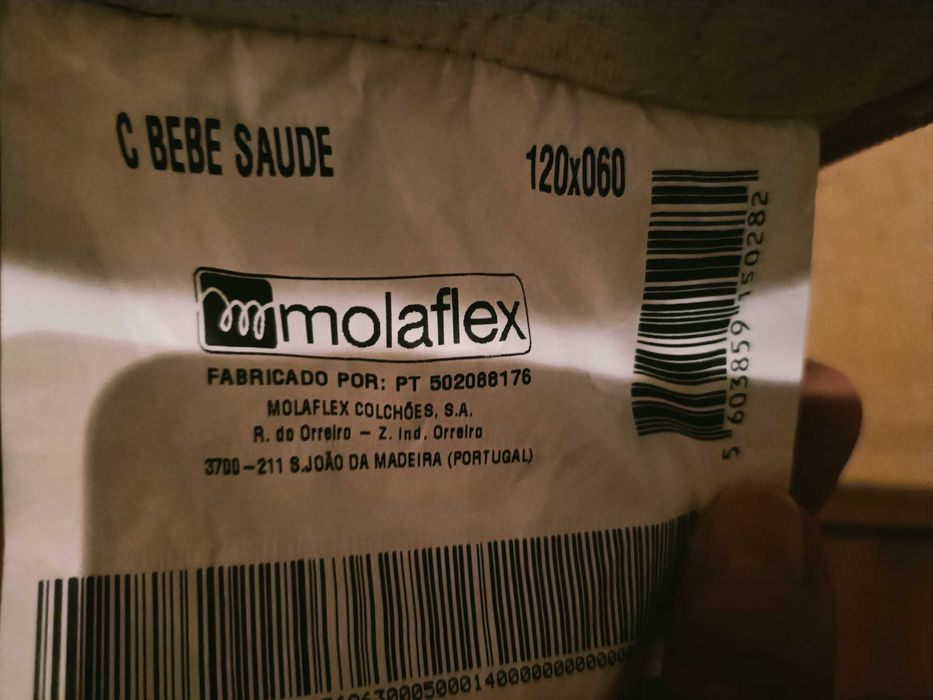 C BEBE SAUDE 120x060
molaflex
FABRICADO POR: PT 502088176
MOLAFLEX COLCHÕES, S.A.
R. do Orreiro – Z. Ind. Orreiro
3700–211 S.JOÃO DA MADEIRA (PORTUGAL)
5 603859 150282